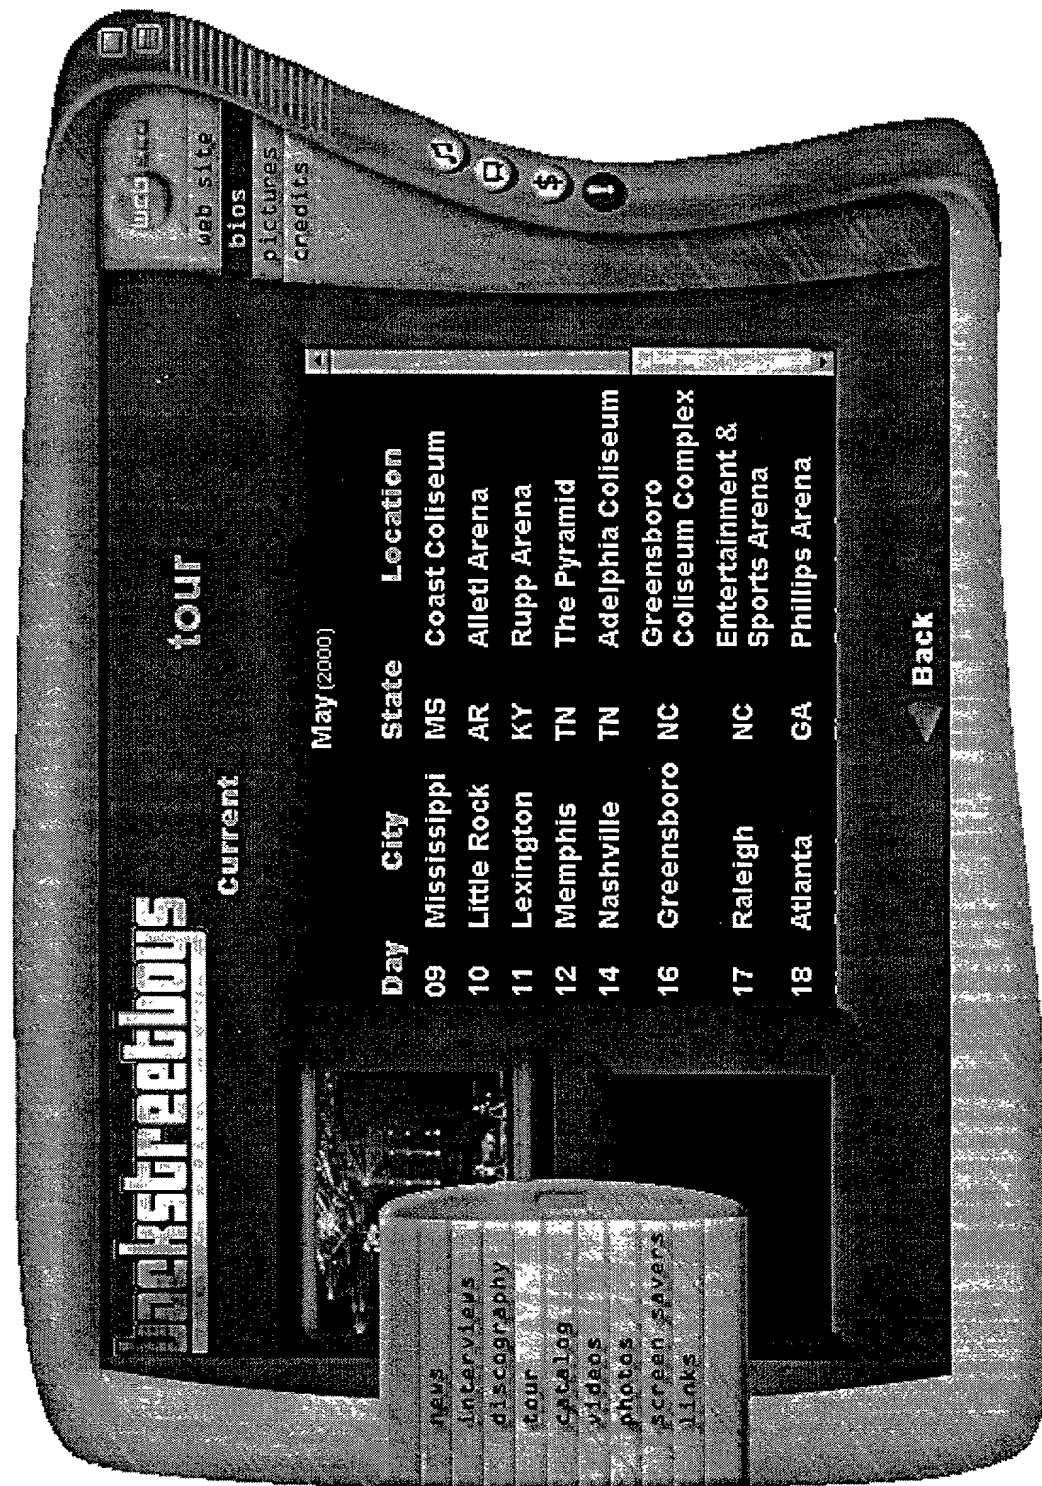 backstreetboys
tour
Current
May (2000)
Day City State Location
09 Mississippi MS Coast Coliseum
10 Little Rock AR Alletl Arena
11 Lexington KY Rupp Arena
12 Memphis TN The Pyramid
14 Nashville TN Adelphia Coliseum
16 Greensboro NC Greensboro
Coliseum Complex
17 Raleigh NC Entertainment &
Sports Arena
18 Atlanta GA Phillips Arena
Back
web site
bios
pictures
credits
$
news
interviews
discography
tour
catalog
videos
photos
screen savers
links